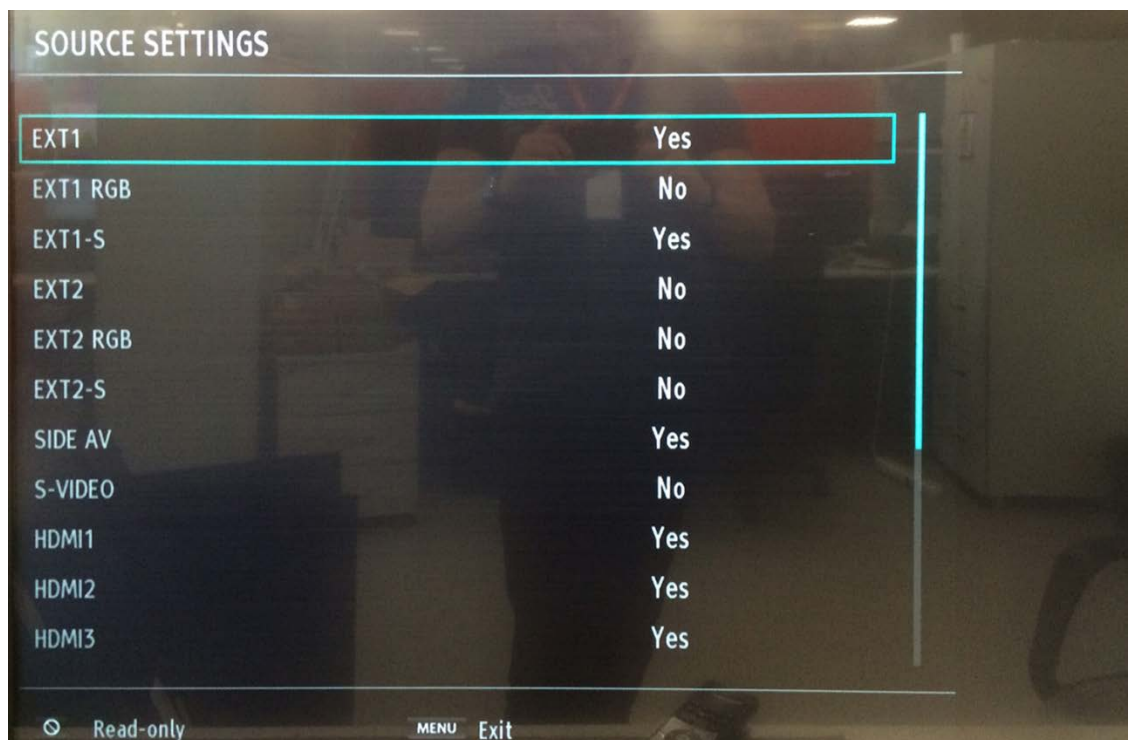 SOURCE SETTINGS
EXT1 Yes
EXT1 RGB No
EXT1-S Yes
EXT2 No
EXT2 RGB No
EXT2-S No
SIDE AV Yes
S-VIDEO No
HDMI1 Yes
HDMI2 Yes
HDMI3 Yes
Read-only MENU Exit